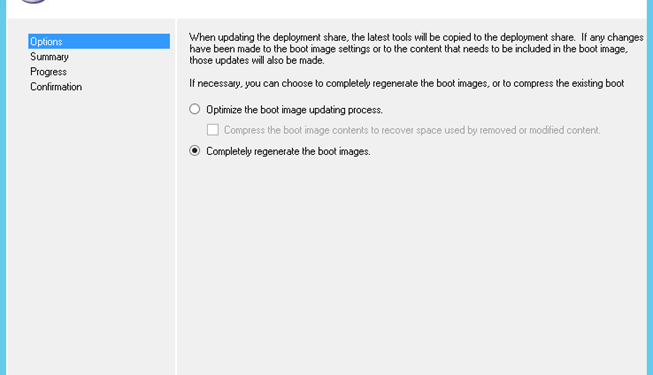 Options
Summary
Progress
Confirmation
When updating the deployment share, the latest tools will be copied to the deployment share. If any changes
have been made to the boot image settings or to the content that needs to be included in the boot image,
those updates will also be made.
If necessary, you can choose to completely regenerate the boot images, or to compress the existing boot
Optimize the boot image updating process.
Compress the boot image contents to recover space used by removed or modified content.
Completely regenerate the boot images.